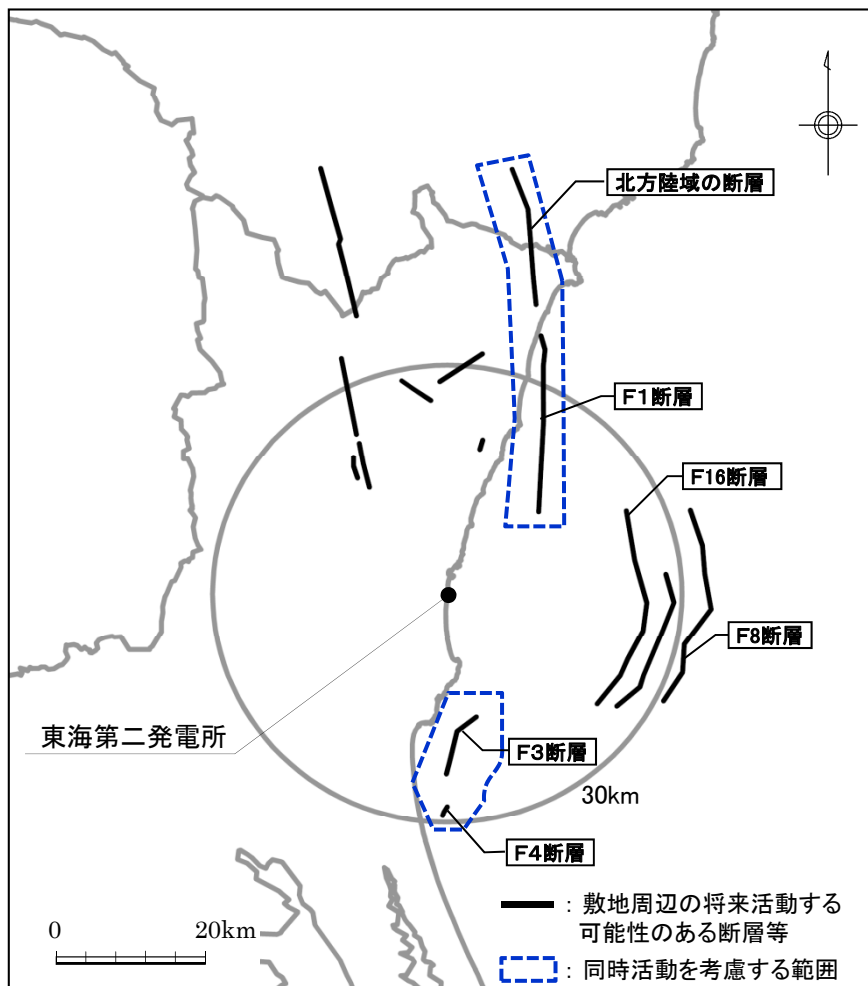 北方陸域の断層
F1断層
F16断層
F8断層
東海第二発電所
F3断層
30km
F4断層
0 20km
: 敷地周辺の将来活動する
可能性のある断層等
: 同時活動を考慮する範囲